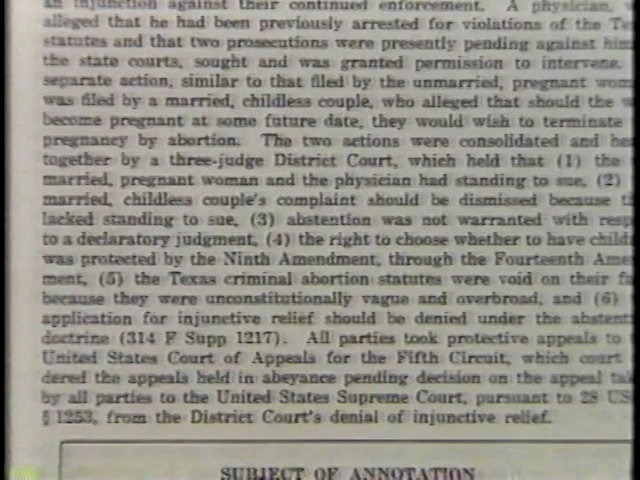 an injunction against their continued enforcement. A physician,
alleged that he had been previously arrested for violations of the
statutes and that two prosecutions were presently pending against
the state courts, sought and was granted permission to intervene.
separate action, similar to that filed by the unmarried, pregnant
was filed by a married, childless couple, who alleged that should the
become pregnant at some future date, they would wish to terminate
pregnancy by abortion. The two actions were consolidated and
together by a three-judge District Court, which held that (1) the
married, pregnant woman and the physician had standing to sue, (2)
married, childless couple's complaint should be dismissed because
lacked standing to sue, (3) abstention was not warranted with
to a declaratory judgment, (4) the right to choose whether to have
was protected by the Ninth Amendment, through the Fourteenth
ment, (5) the Texas criminal abortion statutes were void on their
because they were unconstitutionally vague and overbroad, and (6)
application for injunctive relief should be denied under the
doctrine (314 F Supp 1217). All parties took protective appeals to
United States Court of Appeals for the Fifth Circuit, which court
dered the appeals held in abeyance pending decision on the appeal
by all parties to the United States Supreme Court, pursuant to 28
§ 1253, from the District Court's denial of injunctive relief.
SUBJECT OF ANNOTATION